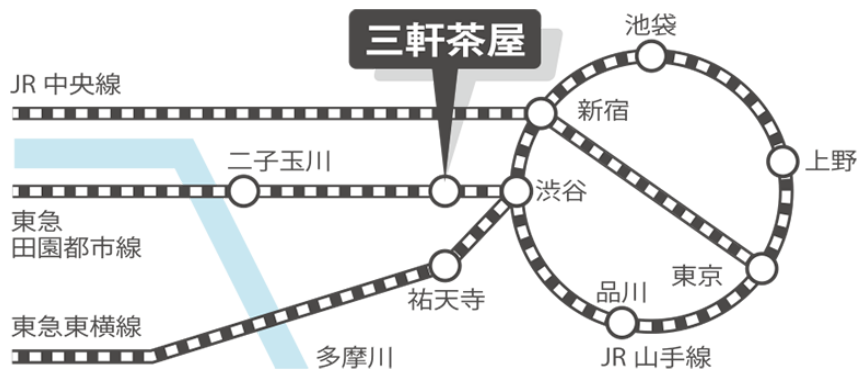 池袋
三軒茶屋
JR 中央線
新宿
二子玉川
上野
渋谷
東急
田園都市線
東京
祐天寺
品川
東急東横線
多摩川
JR 山手線